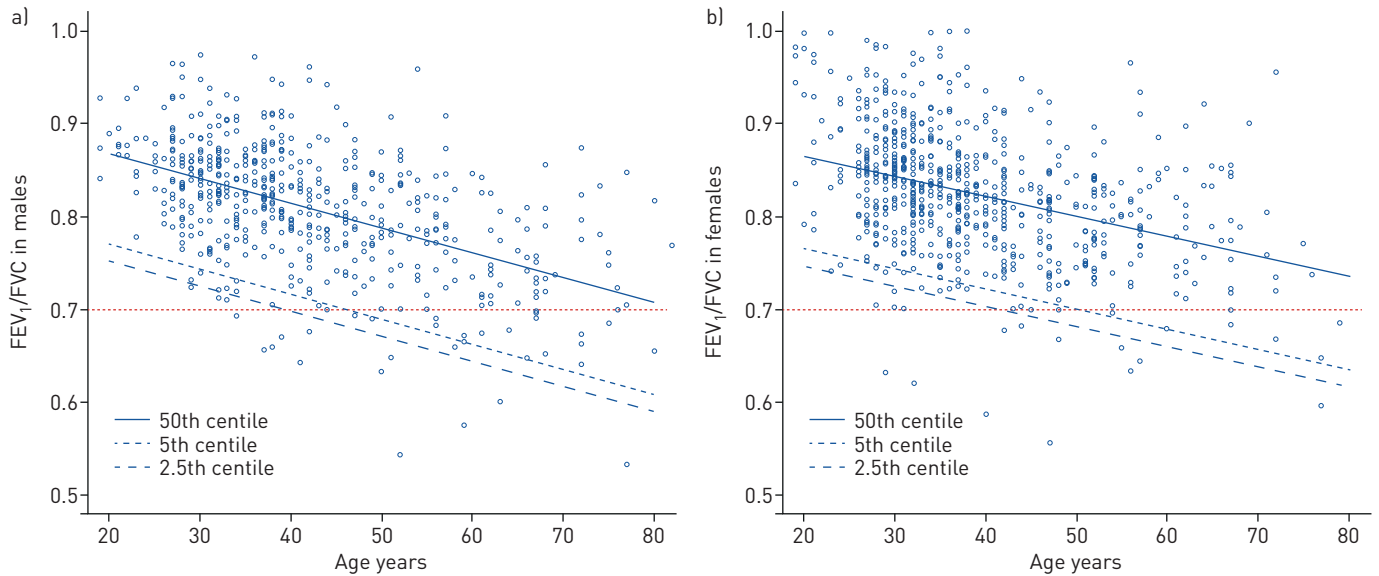 a)
FEV1/FVC in males
1.0
0.9
0.8
0.7
0.6
0.5
50th centile
5th centile
2.5th centile
20 30 40 50 60 70 80
Age years
b)
FEV1/FVC in females
1.0
0.9
0.8
0.7
0.6
0.5
50th centile
5th centile
2.5th centile
20 30 40 50 60 70 80
Age years